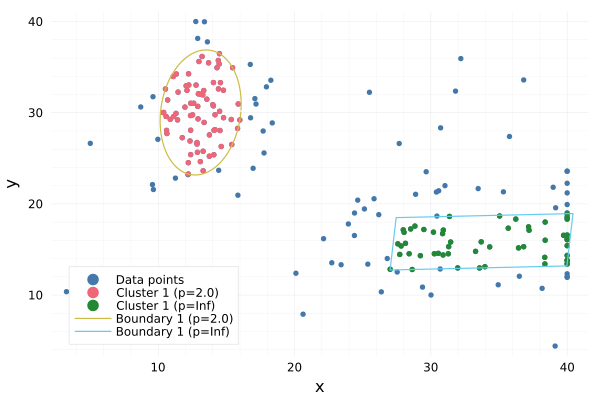 40
30
20
10
y
Data points
Cluster 1 (p=2.0)
Cluster 1 (p=Inf)
Boundary 1 (p=2.0)
Boundary 1 (p=Inf)
10 20 30 40
x